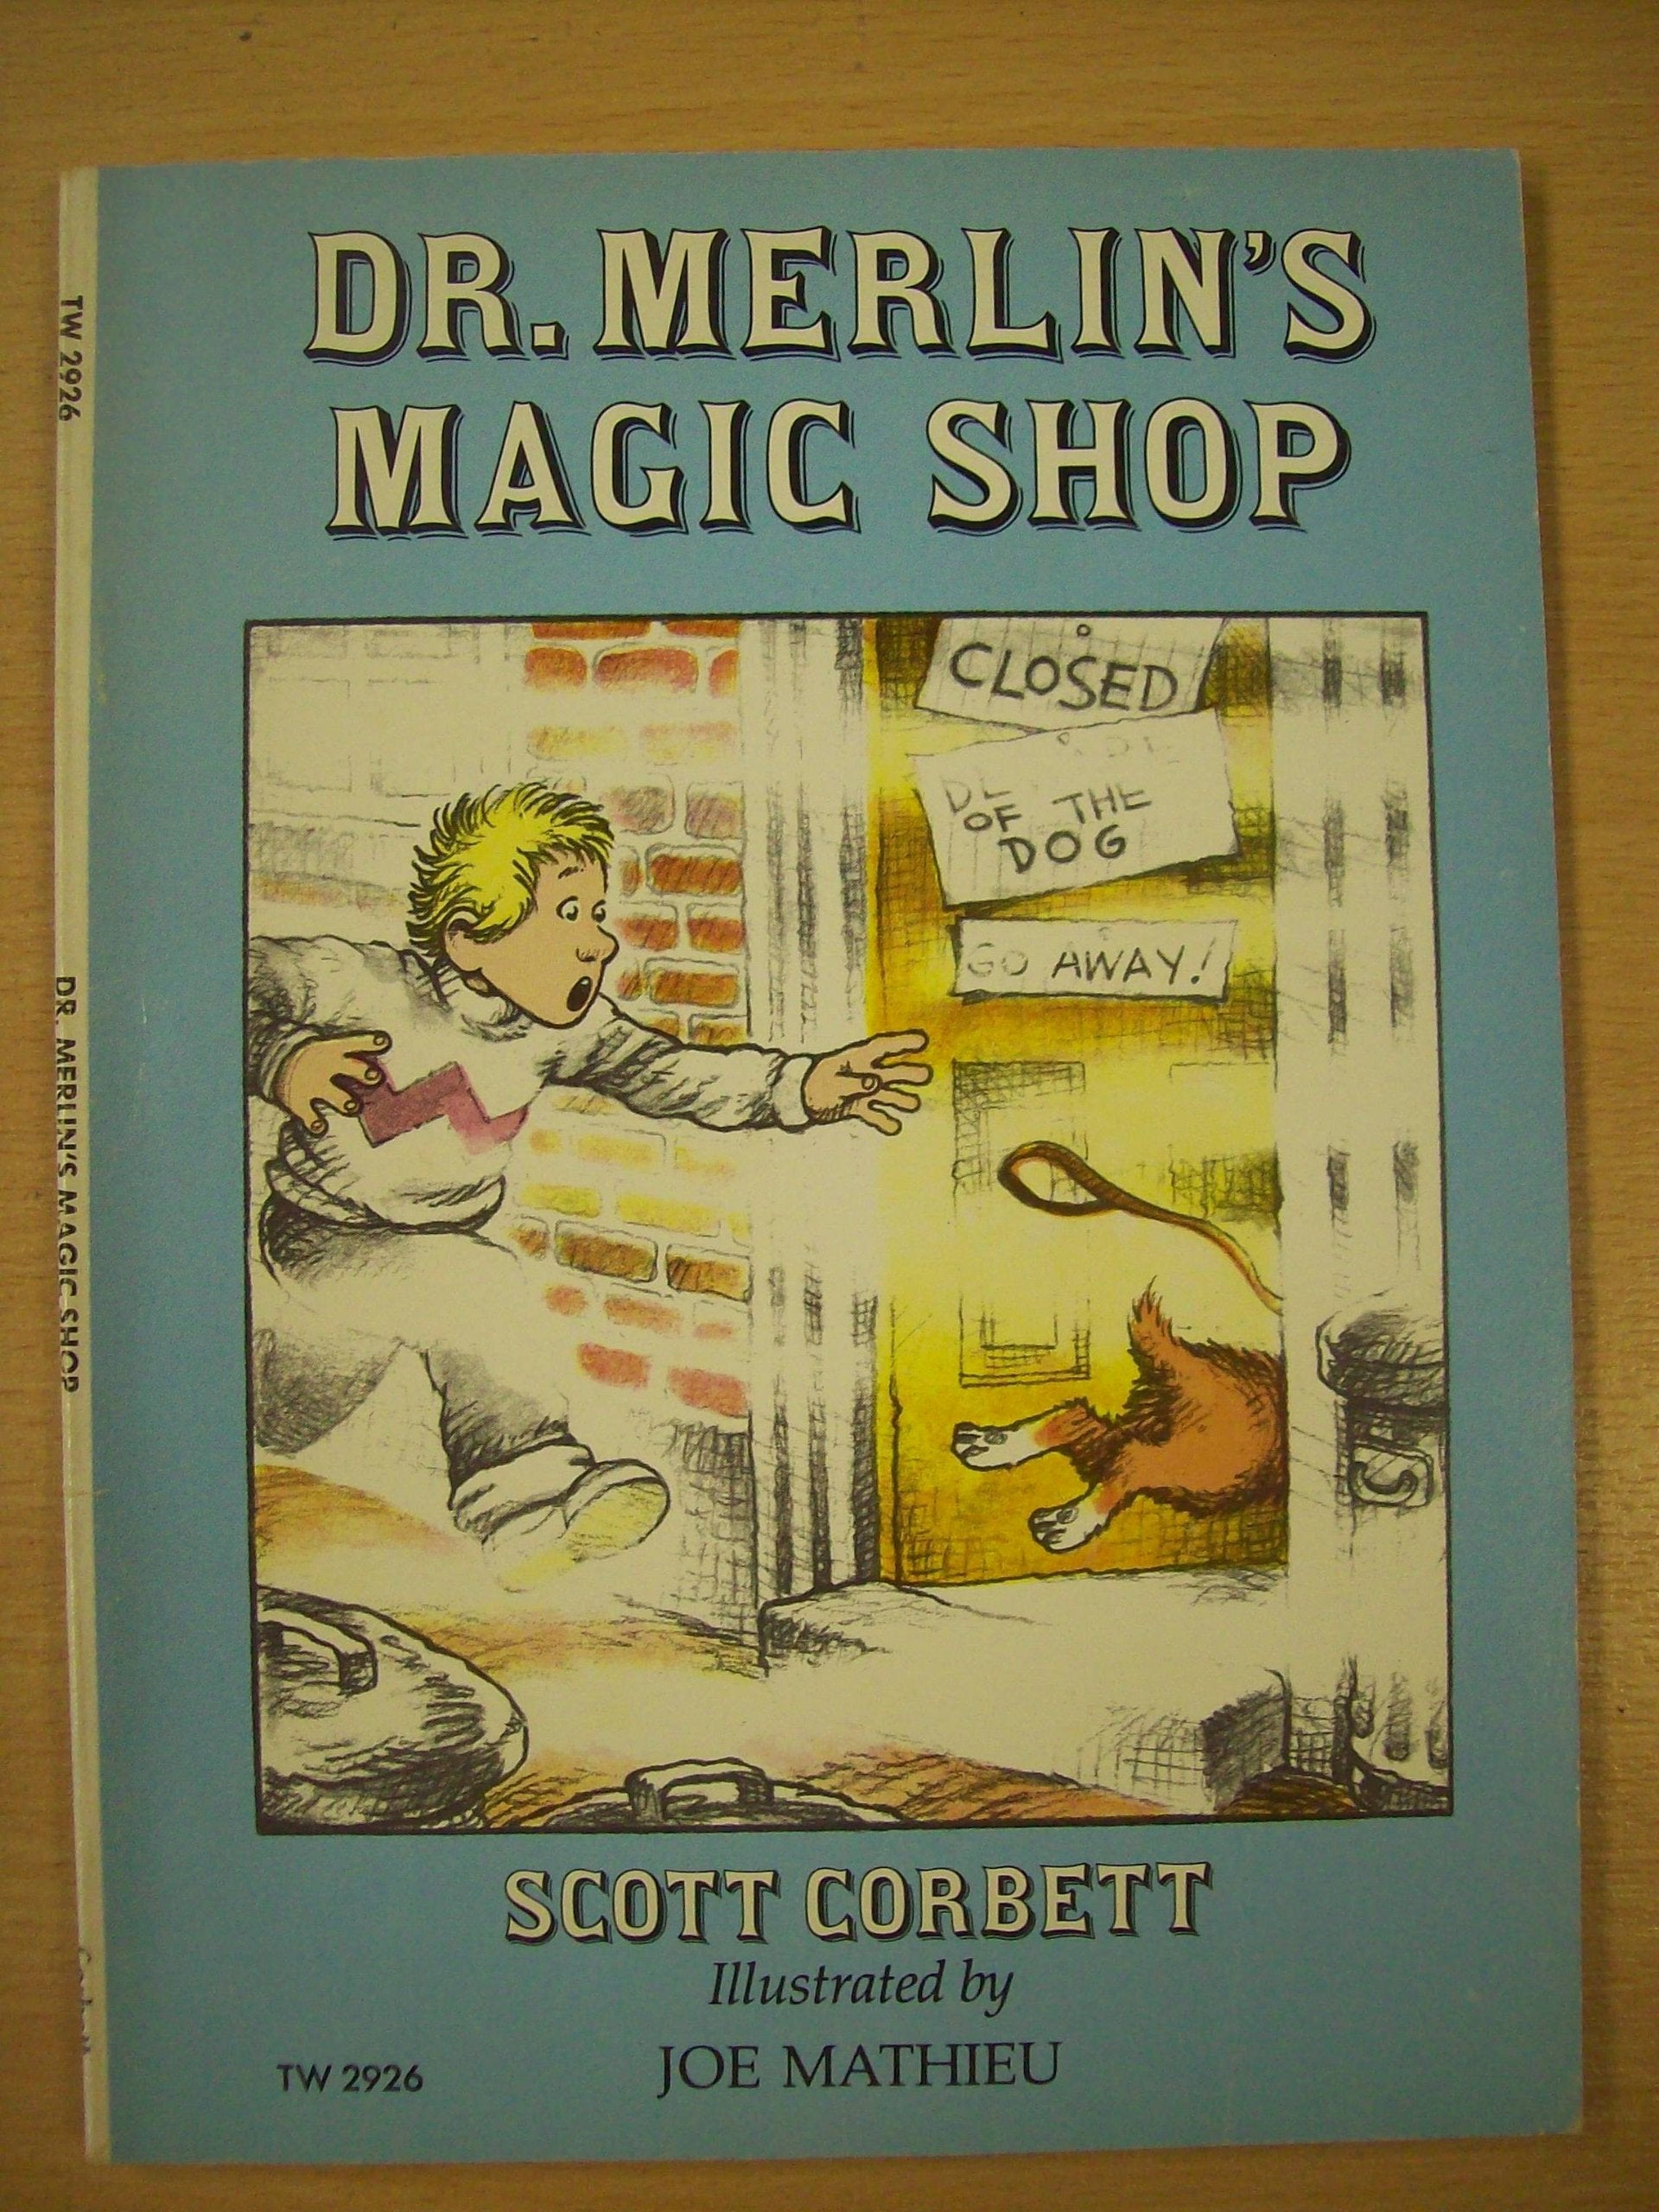 DR. MERLIN'S
MAGIC SHOP
CLOSED
OF THE
DOG
GO AWAY!
SCOTT CORBETT
Illustrated by
JOE MATHIEU
TW 2926
TW 2926
DR. MERLIN'S MAGIC SHOP